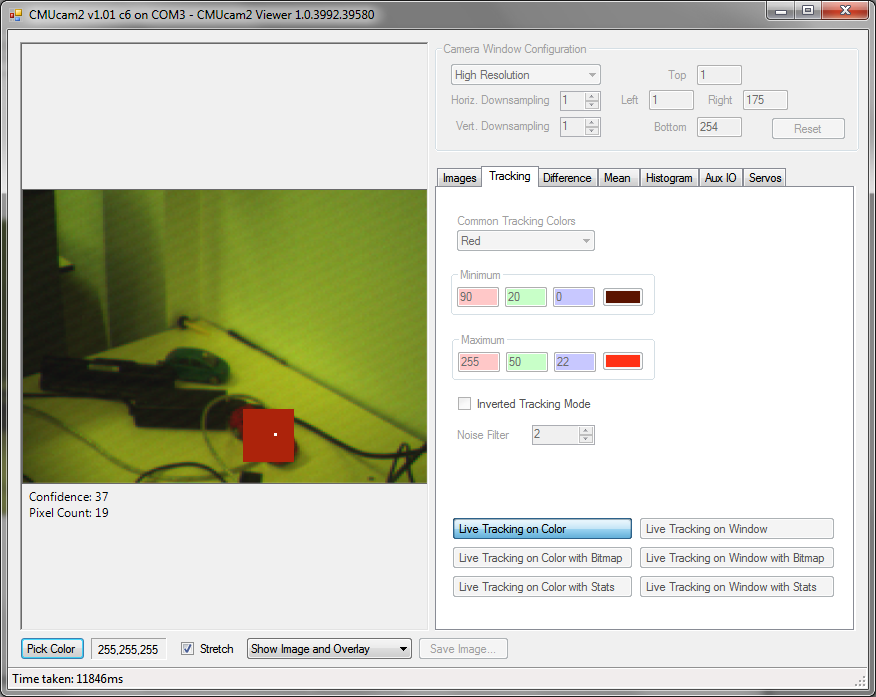 CMUcam2 v1.01 c6 on COM3 - CMUcam2 Viewer 1.0.3992.39580
Camera Window Configuration
High Resolution
Top 1
Horiz. Downsampling 1 Left 1 Right 175
Vert. Downsampling 1 Bottom 254 Reset
Images Tracking Difference Mean Histogram Aux IO Servos
Common Tracking Colors
Red
Minimum
90 20 0
Maximum
255 50 22
Inverted Tracking Mode
Noise Filter 2
Confidence: 37
Pixel Count: 19
Live Tracking on Color Live Tracking on Window
Live Tracking on Color with Bitmap Live Tracking on Window with Bitmap
Live Tracking on Color with Stats Live Tracking on Window with Stats
Pick Color 255,255,255 Stretch Show Image and Overlay Save Image...
Time taken: 11846ms